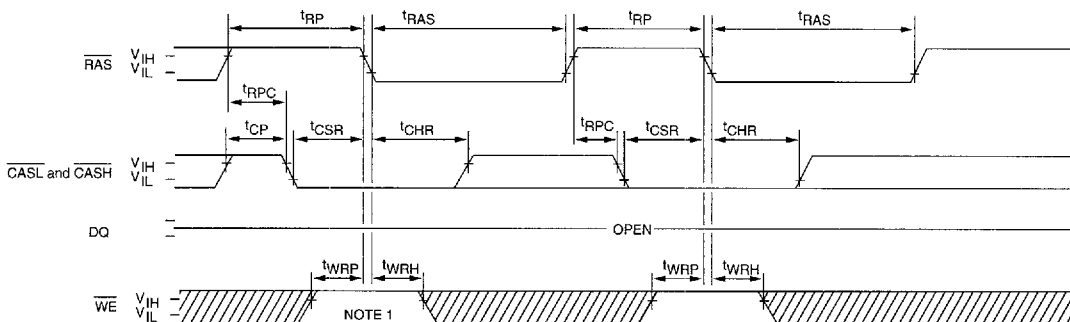 tRP tRAS tRP tRAS
RAS VIH
VIL
tRPC
tCP tCSR tCHR tRPC tCSR tCHR
CASL and CASH VIH
VIL
DQ OPEN
tWRP tWRH tWRP tWRH
WE VIH
VIL NOTE 1